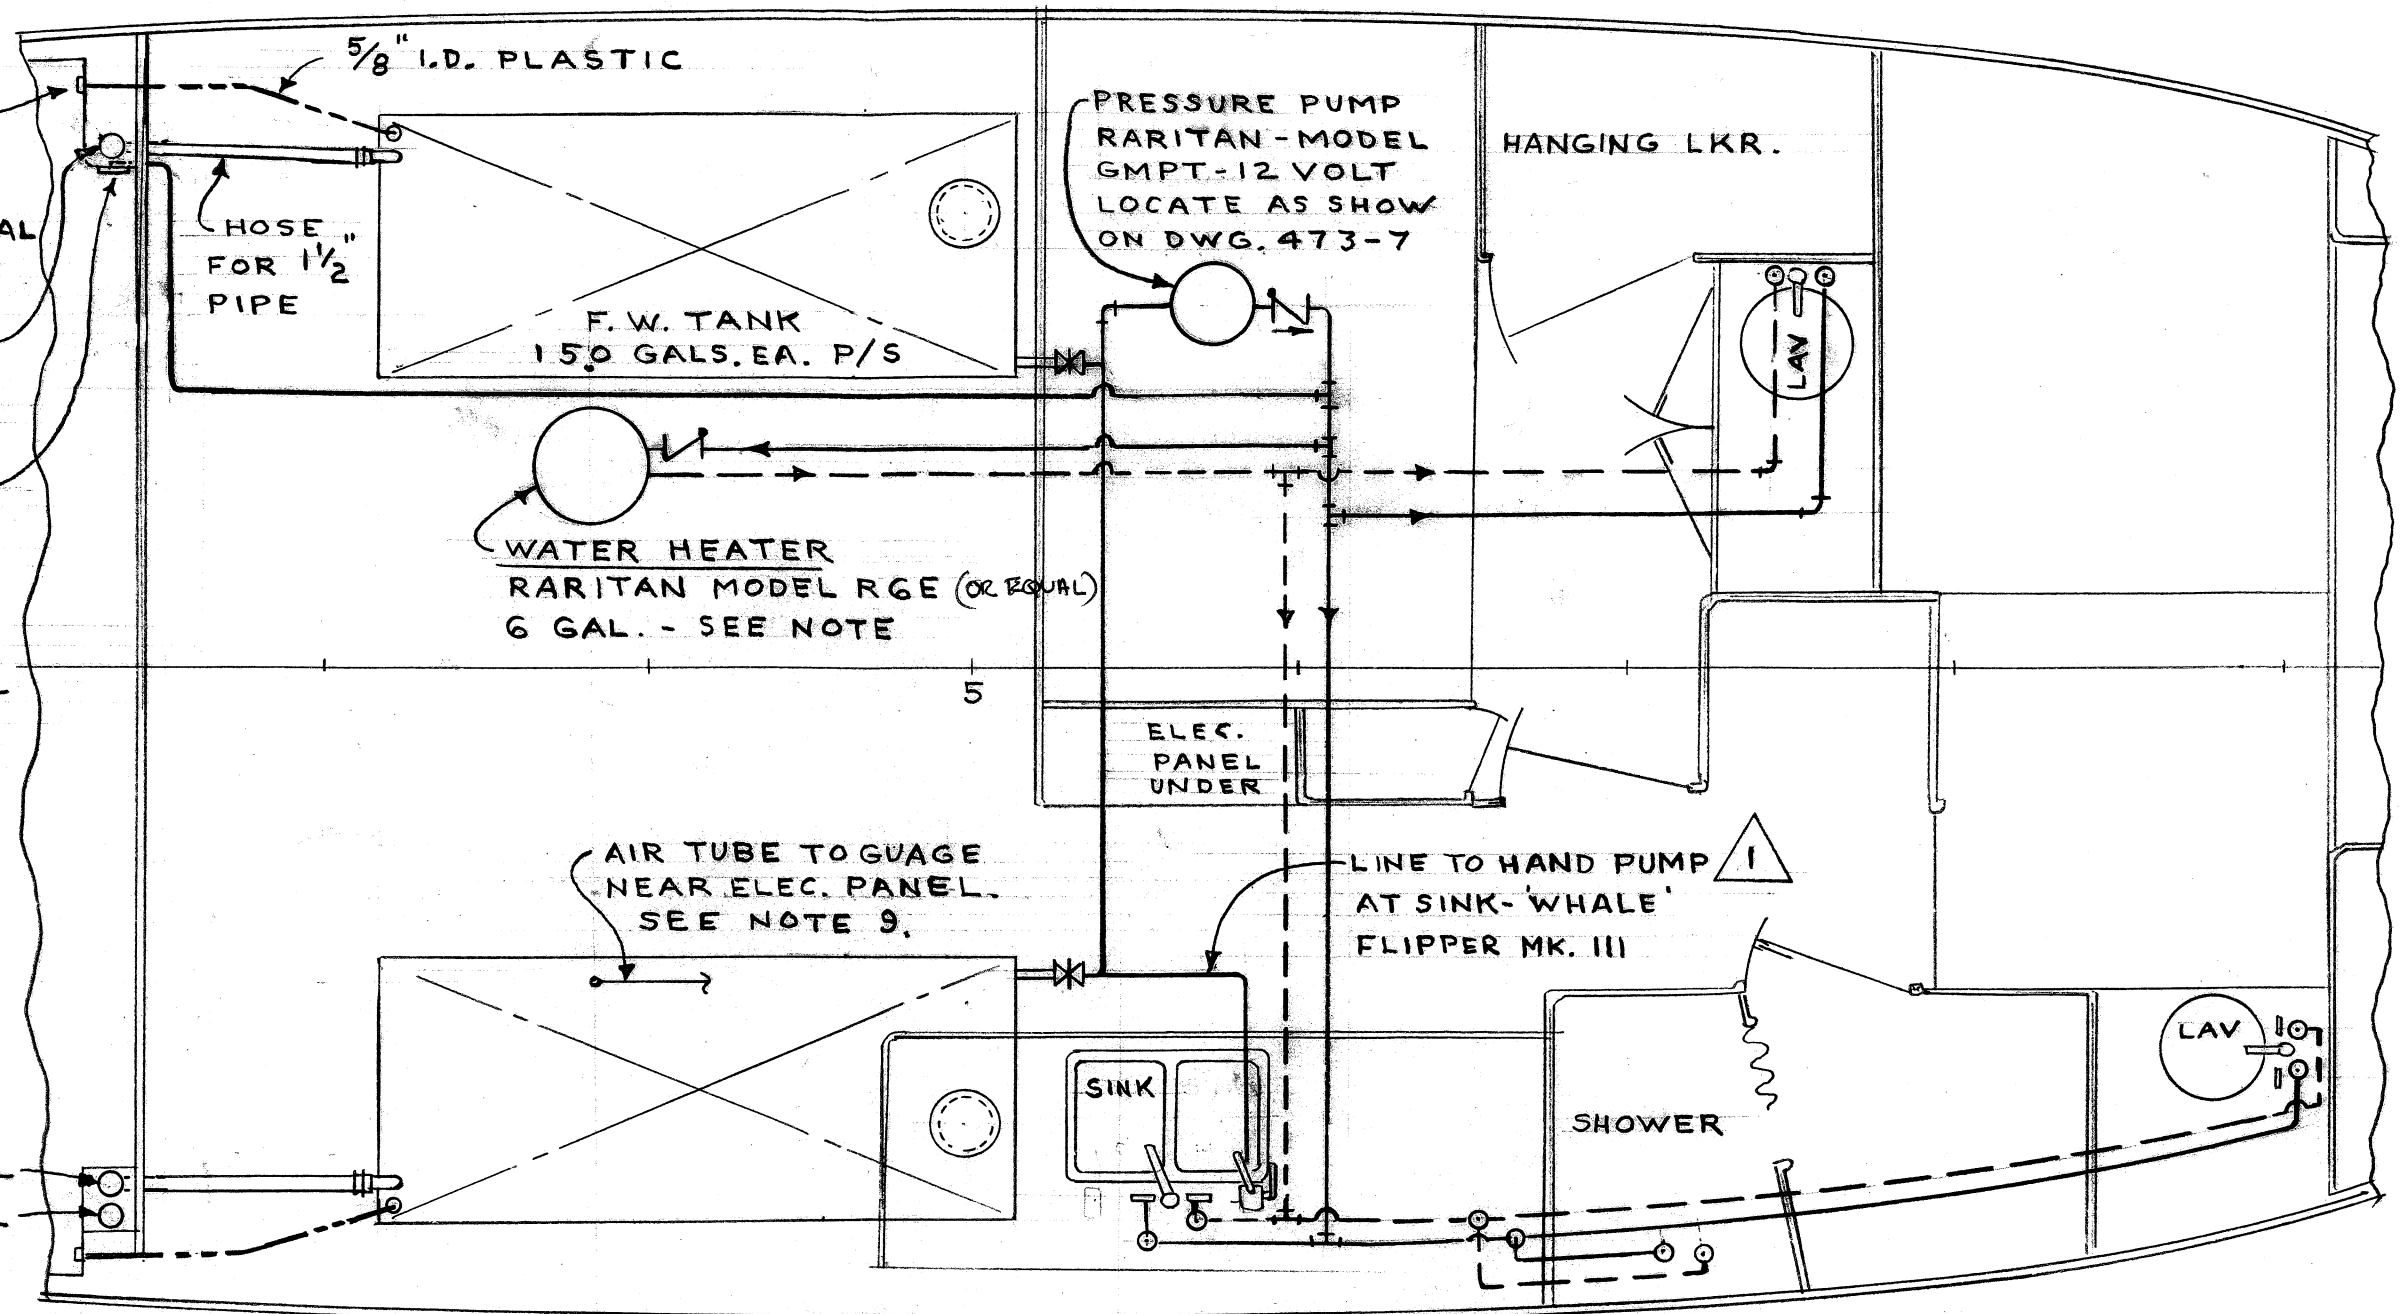 5/8" I.D. PLASTIC
AL
HOSE
FOR 1 1/2"
PIPE
F. W. TANK
150 GALS. EA. P/S
PRESSURE PUMP
RARITAN - MODEL
GMPT - 12 VOLT
LOCATE AS SHOW
ON DWG. 473-7
HANGING LKR.
LAV
WATER HEATER
RARITAN MODEL RGE (OR EQUAL)
6 GAL. - SEE NOTE
5
ELEC.
PANEL
UNDER
AIR TUBE TO GUAGE
NEAR ELEC. PANEL.
SEE NOTE 9.
LINE TO HAND PUMP 1
AT SINK - 'WHALE'
FLIPPER MK. III
SINK
SHOWER
LAV